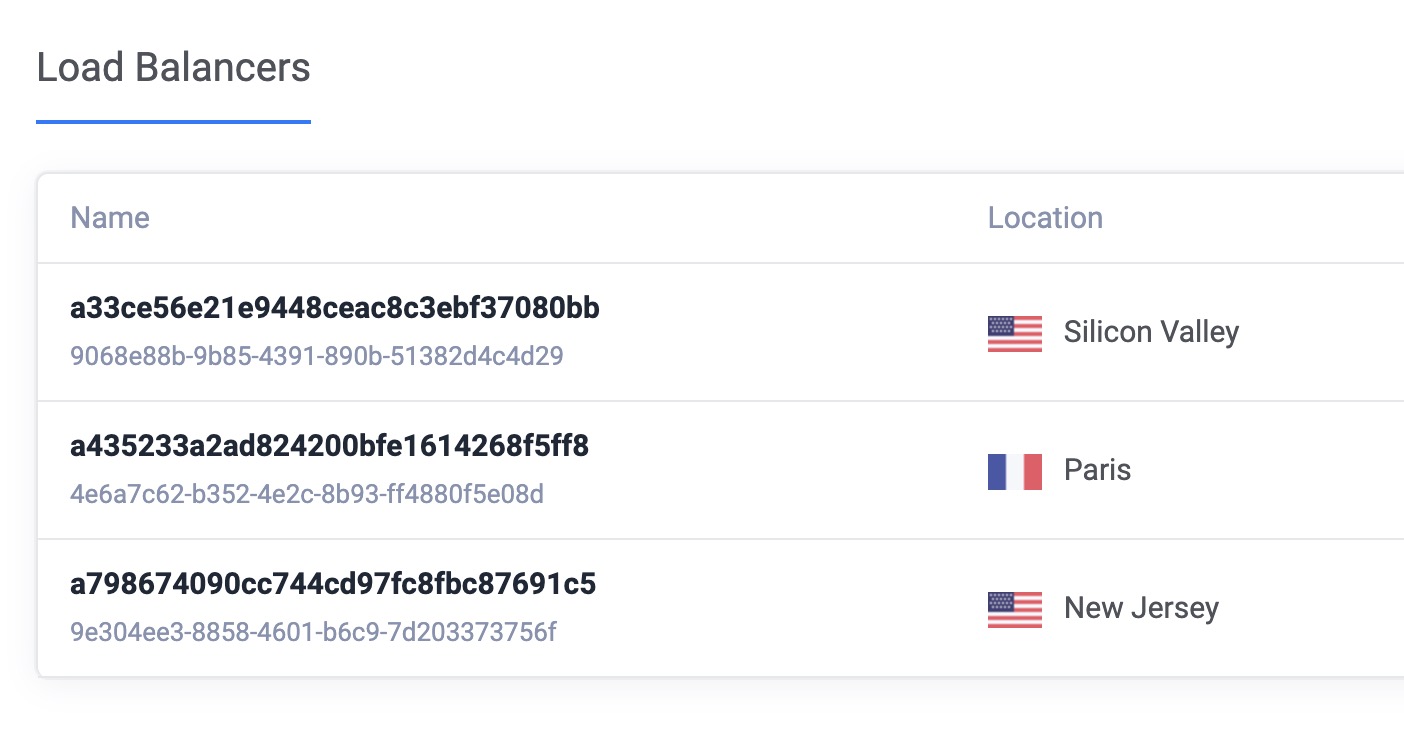 Load Balancers
Name Location
a33ce56e21e9448ceac8c3ebf37080bb
9068e88b-9b85-4391-890b-51382d4c4d29
Silicon Valley
a435233a2ad824200bfe1614268f5ff8
4e6a7c62-b352-4e2c-8b93-ff4880f5e08d
Paris
a798674090cc744cd97fc8fbc87691c5
9e304ee3-8858-4601-b6c9-7d203373756f
New Jersey